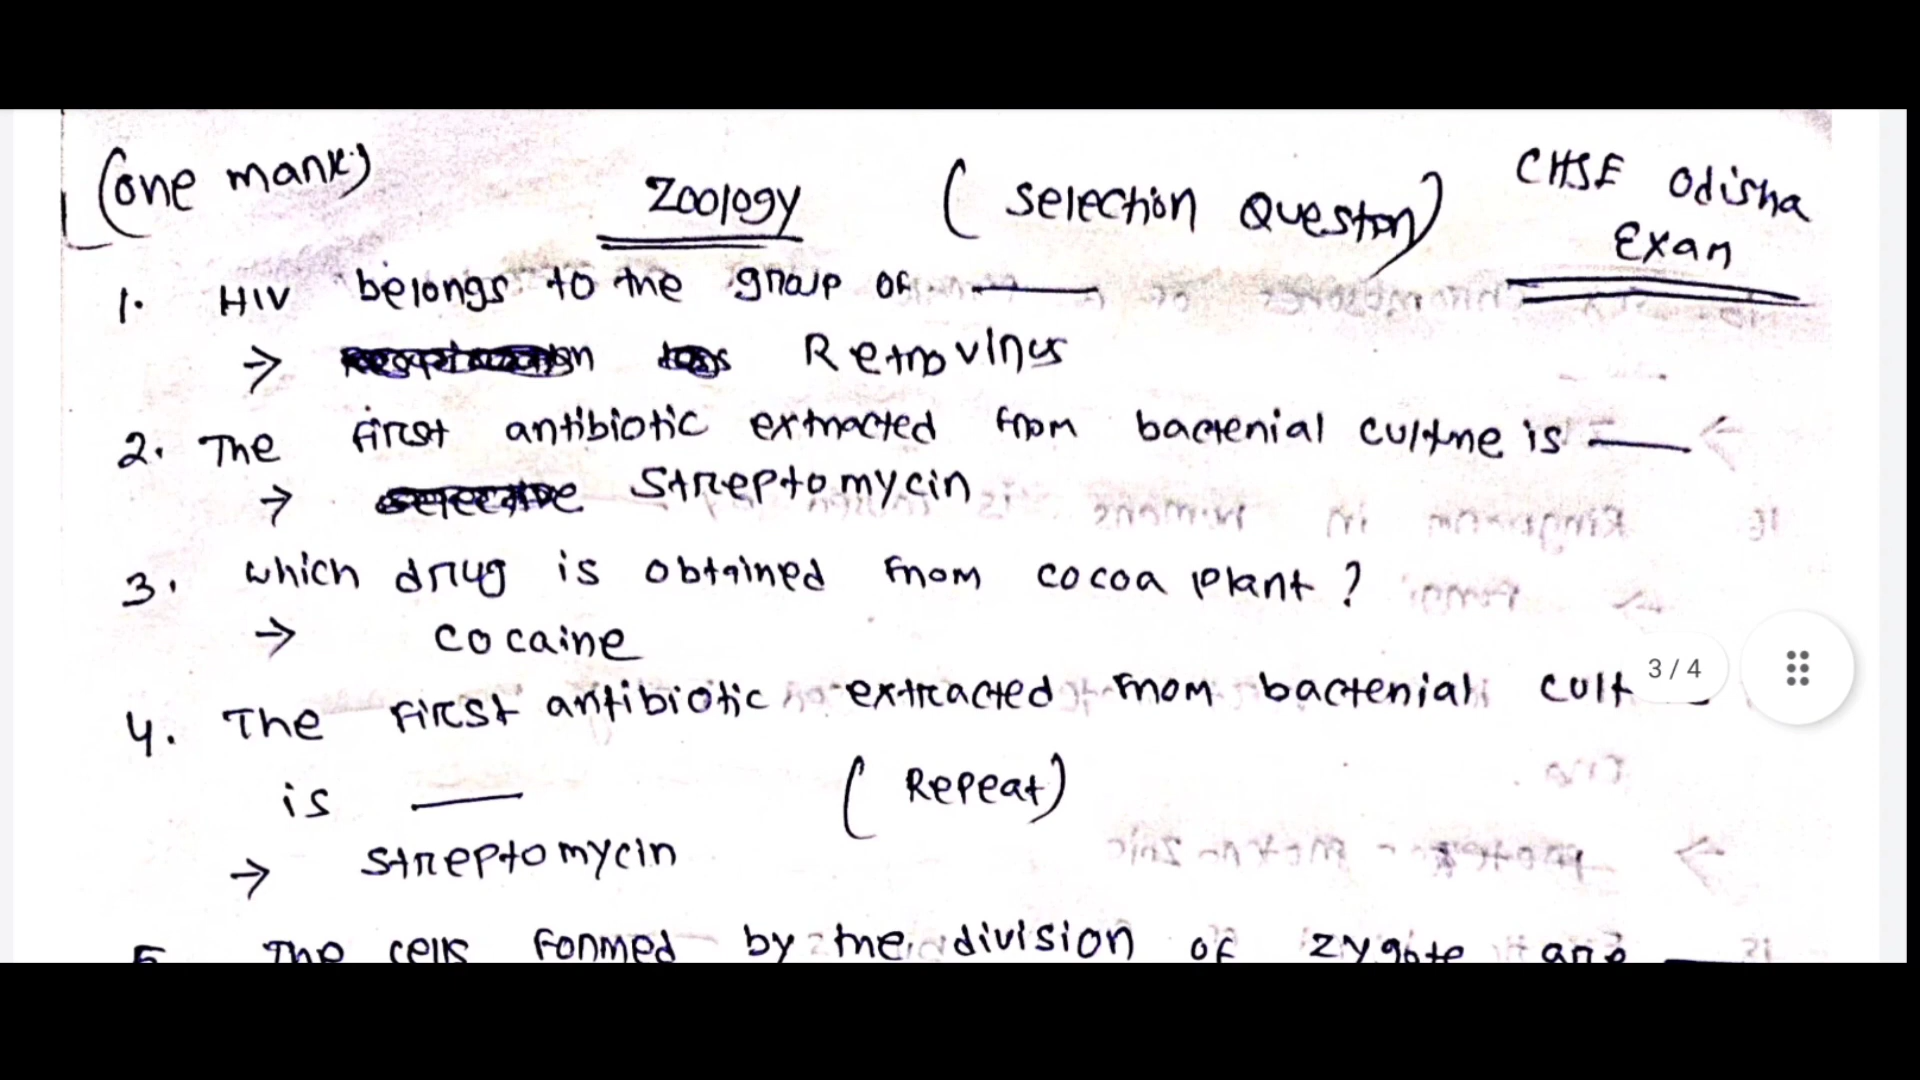 (one mark)
Zoology
(Selection Queston)
CHSE Odisha
Exam
1. HIV belongs to the group of ——
→ Retrovirus
2. The first antibiotic extracted from bacterial culture is ——
→ Streptomycin
3. which drug is obtained from cocoa plant?
→ cocaine
4. The first antibiotic extracted from bacterial cult
is —— (Repeat)
→ Streptomycin
5 The cells formed by the division of zygote are ——
3 / 4